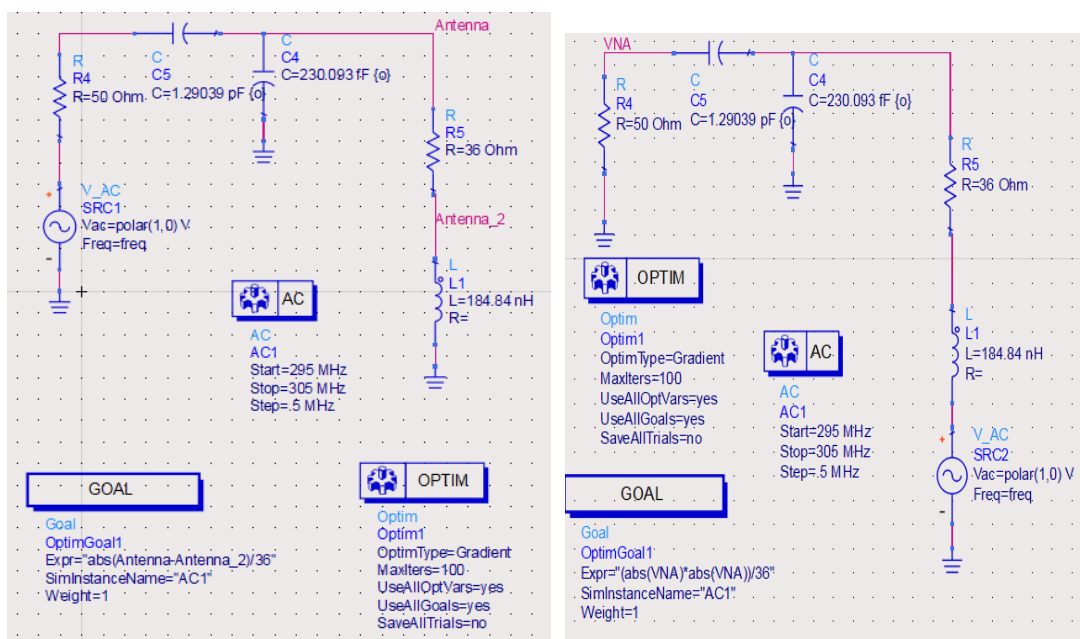 Antenna
R
R4
R=50 Ohm
C
C5
C=1.29039 pF {o}
C
C4
C=230.093 fF {o}
R
R5
R=36 Ohm
+
V_AC
SRC1
Vac=polar(1,0) V
Freq=freq
-
Antenna_2
L
L1
L=184.84 nH
R=
AC
AC
AC1
Start=295 MHz
Stop=305 MHz
Step=.5 MHz
GOAL
Goal
OptimGoal1
Expr="abs(Antenna-Antenna_2)/36"
SimInstanceName="AC1"
Weight=1
OPTIM
Optim
Optim1
OptimType=Gradient
MaxIters=100
UseAllOptVars=yes
UseAllGoals=yes
SaveAllTrials=no
VNA
R
R4
R=50 Ohm
C
C5
C=1.29039 pF {o}
C
C4
C=230.093 fF {o}
R
R5
R=36 Ohm
OPTIM
Optim
Optim1
OptimType=Gradient
MaxIters=100
UseAllOptVars=yes
UseAllGoals=yes
SaveAllTrials=no
AC
AC
AC1
Start=295 MHz
Stop=305 MHz
Step=.5 MHz
L
L1
L=184.84 nH
R=
+
V_AC
SRC2
Vac=polar(1,0) V
Freq=freq
-
GOAL
Goal
OptimGoal1
Expr="(abs(VNA)*abs(VNA))/36"
SimInstanceName="AC1"
Weight=1